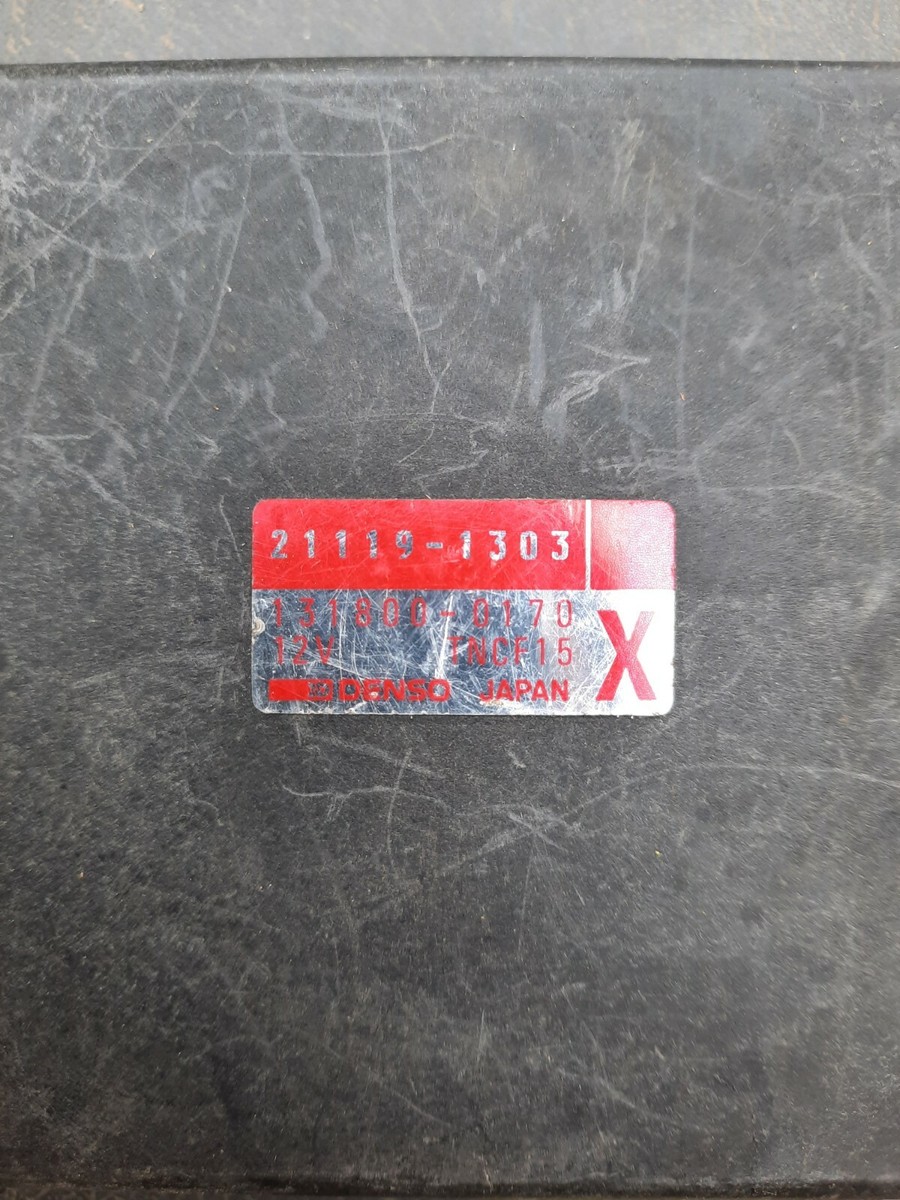 21119-1303
131800-0170
12V TNCF15
DENSO JAPAN
X